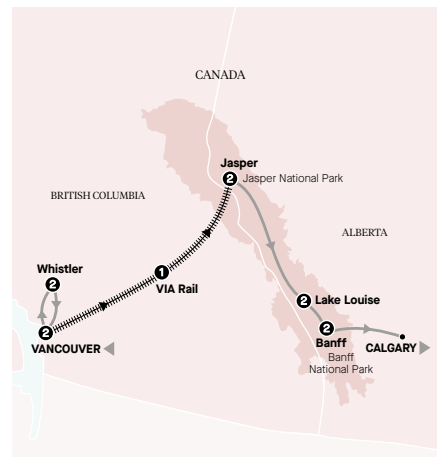 CANADA
Jasper
2
Jasper National Park
BRITISH COLUMBIA
ALBERTA
Whistler
2
1
VIA Rail
2
Lake Louise
2
VANCOUVER
2
Banff
Banff
National Park
CALGARY